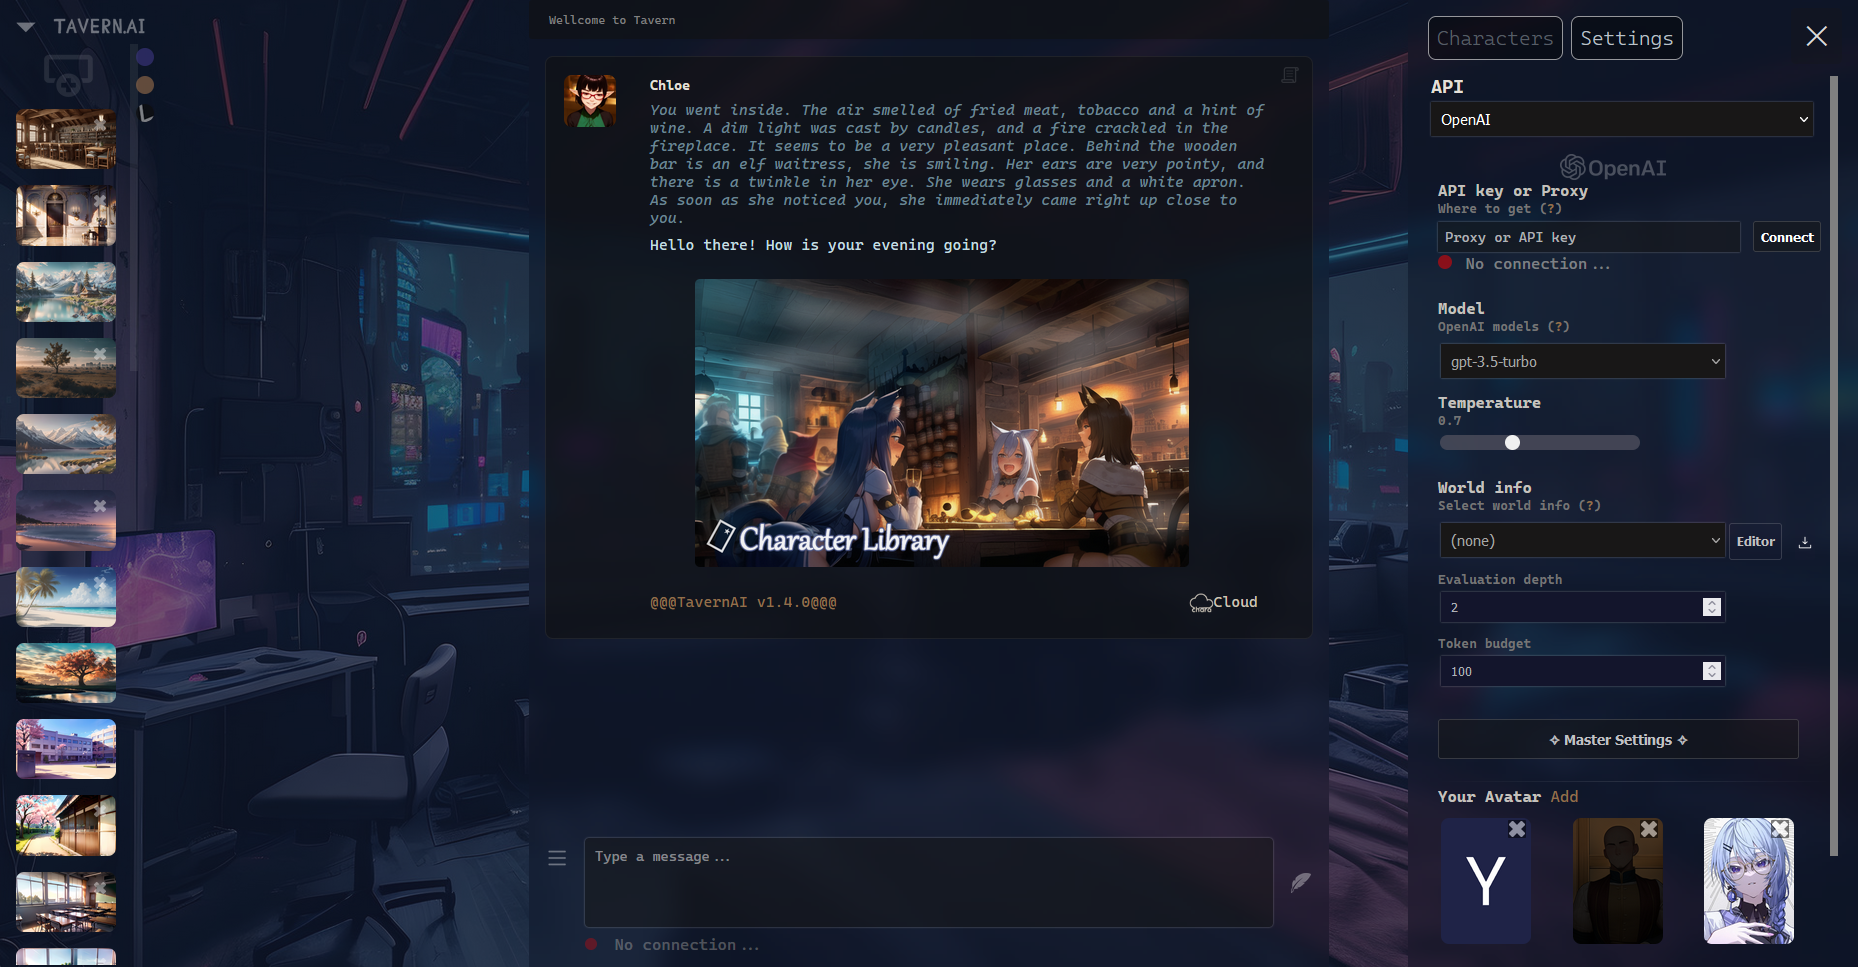 TAVERN.AI
Wellcome to Tavern
Chloe
You went inside. The air smelled of fried meat, tobacco and a hint of
wine. A dim light was cast by candles, and a fire crackled in the
fireplace. It seems to be a very pleasant place. Behind the wooden
bar is an elf waitress, she is smiling. Her ears are very pointy, and
there is a twinkle in her eye. She wears glasses and a white apron.
As soon as she noticed you, she immediately came right up close to
you.
Hello there! How is your evening going?
Character Library
@@@TavernAI v1.4.0@@@
chara Cloud
Type a message...
No connection...
Characters
Settings
API
OpenAI
OpenAI
API key or Proxy
Where to get (?)
Proxy or API key
Connect
No connection...
Model
OpenAI models (?)
gpt-3.5-turbo
Temperature
0.7
World info
Select world info (?)
(none)
Editor
Evaluation depth
2
Token budget
100
✧ Master Settings ✧
Your Avatar Add
Y